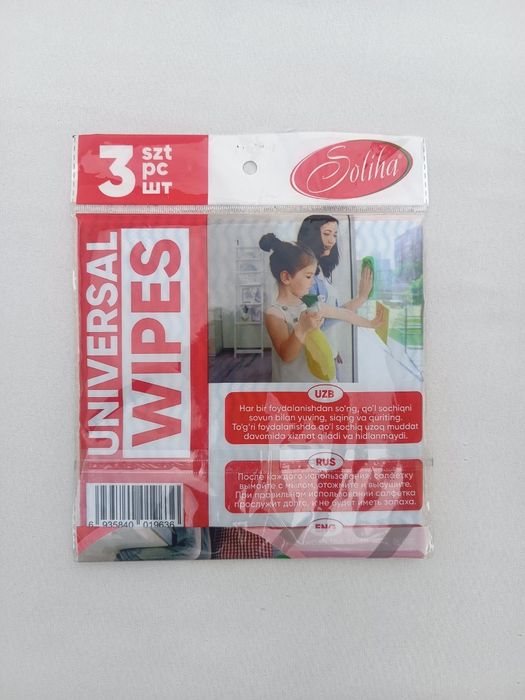 3
szt
pc
шт
Soliha
UNIVERSAL
WIPES
UZB
Har bir foydalanishdan so'ng, qo'l sochiqni
sovun bilan yuving, siqing va quriting.
To'g'ri foydalanishda qo'l sochiq uzoq muddat
davomida xizmat qiladi va hidlanmaydi.
RUS
После каждого использования, салфетку
вымойте с мылом, отожмите и высушите.
При правильном использовании салфетка
прослужит долго, и не будет иметь запаха.
ENG
6 935840 019636